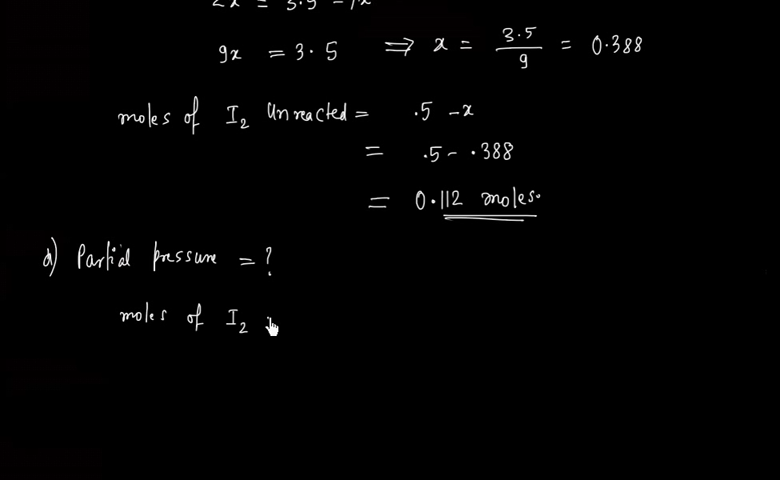 9x = 3.5 ⇒ x = 3.5/9 = 0.388
moles of I₂ Unreacted = .5 - x
= .5 - .388
= 0.112 moles.
d) Partial pressure = ?
moles of I₂